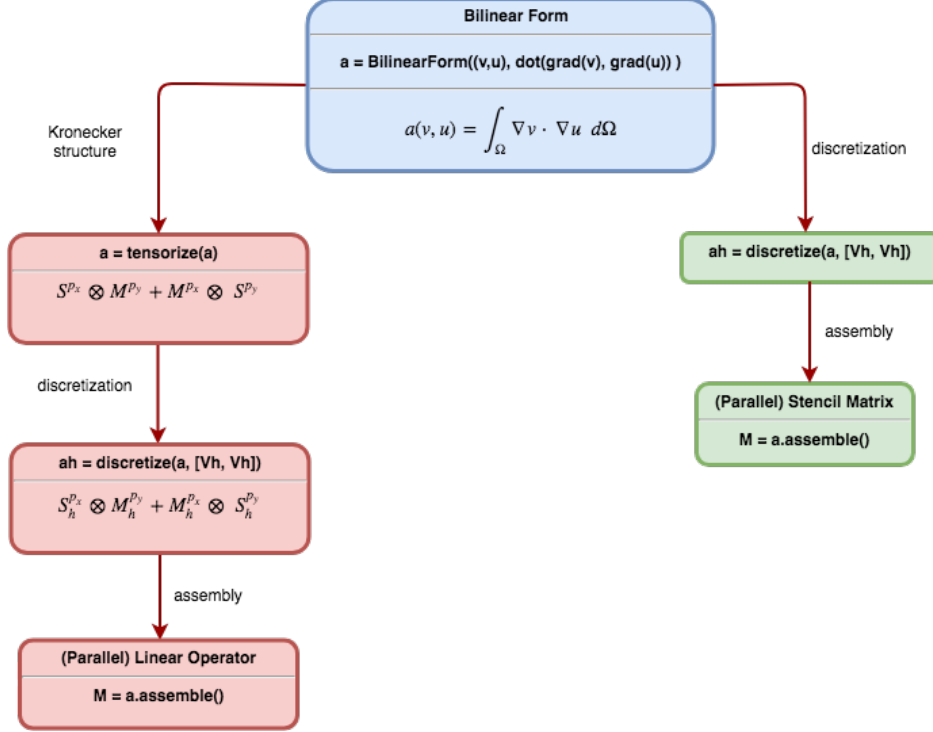 Bilinear Form
a = BilinearForm((v,u), dot(grad(v), grad(u)) )
a(v, u) = ∫_Ω ∇v · ∇u dΩ
Kronecker
structure
discretization
a = tensorize(a)
S^{p_x} ⊗ M^{p_y} + M^{p_x} ⊗ S^{p_y}
ah = discretize(a, [Vh, Vh])
discretization
assembly
(Parallel) Stencil Matrix
M = a.assemble()
ah = discretize(a, [Vh, Vh])
S_h^{p_x} ⊗ M_h^{p_y} + M_h^{p_x} ⊗ S_h^{p_y}
assembly
(Parallel) Linear Operator
M = a.assemble()